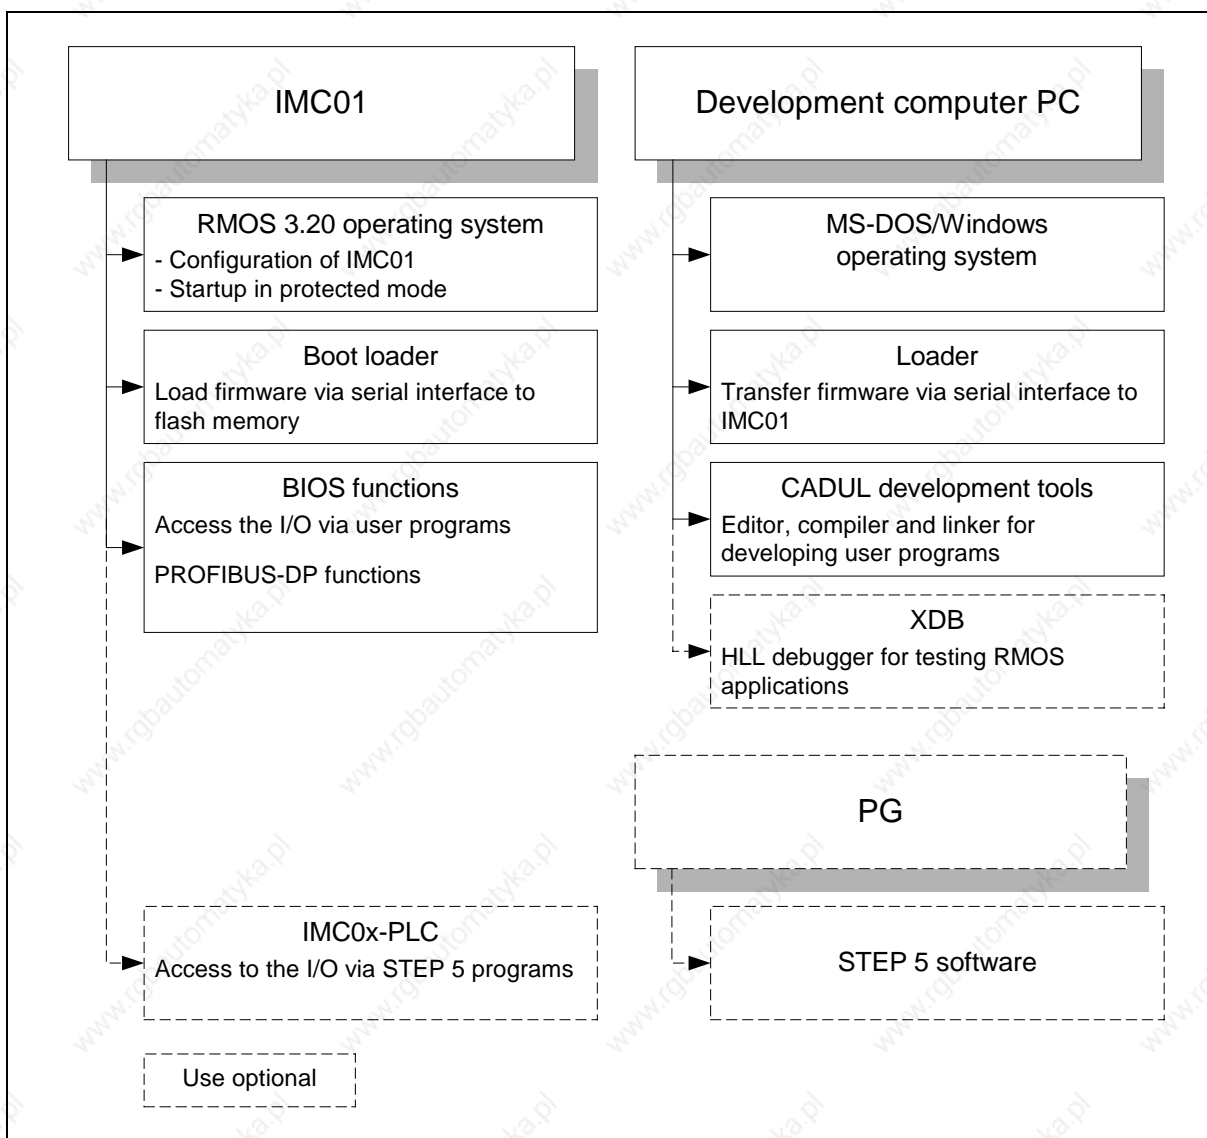 IMC01
RMOS 3.20 operating system
- Configuration of IMC01
- Startup in protected mode
Boot loader
Load firmware via serial interface to
flash memory
BIOS functions
Access the I/O via user programs
PROFIBUS-DP functions
IMC0x-PLC
Access to the I/O via STEP 5 programs
Use optional
Development computer PC
MS-DOS/Windows
operating system
Loader
Transfer firmware via serial interface to
IMC01
CADUL development tools
Editor, compiler and linker for
developing user programs
XDB
HLL debugger for testing RMOS
applications
PG
STEP 5 software
www.rgbautomatyka.pl